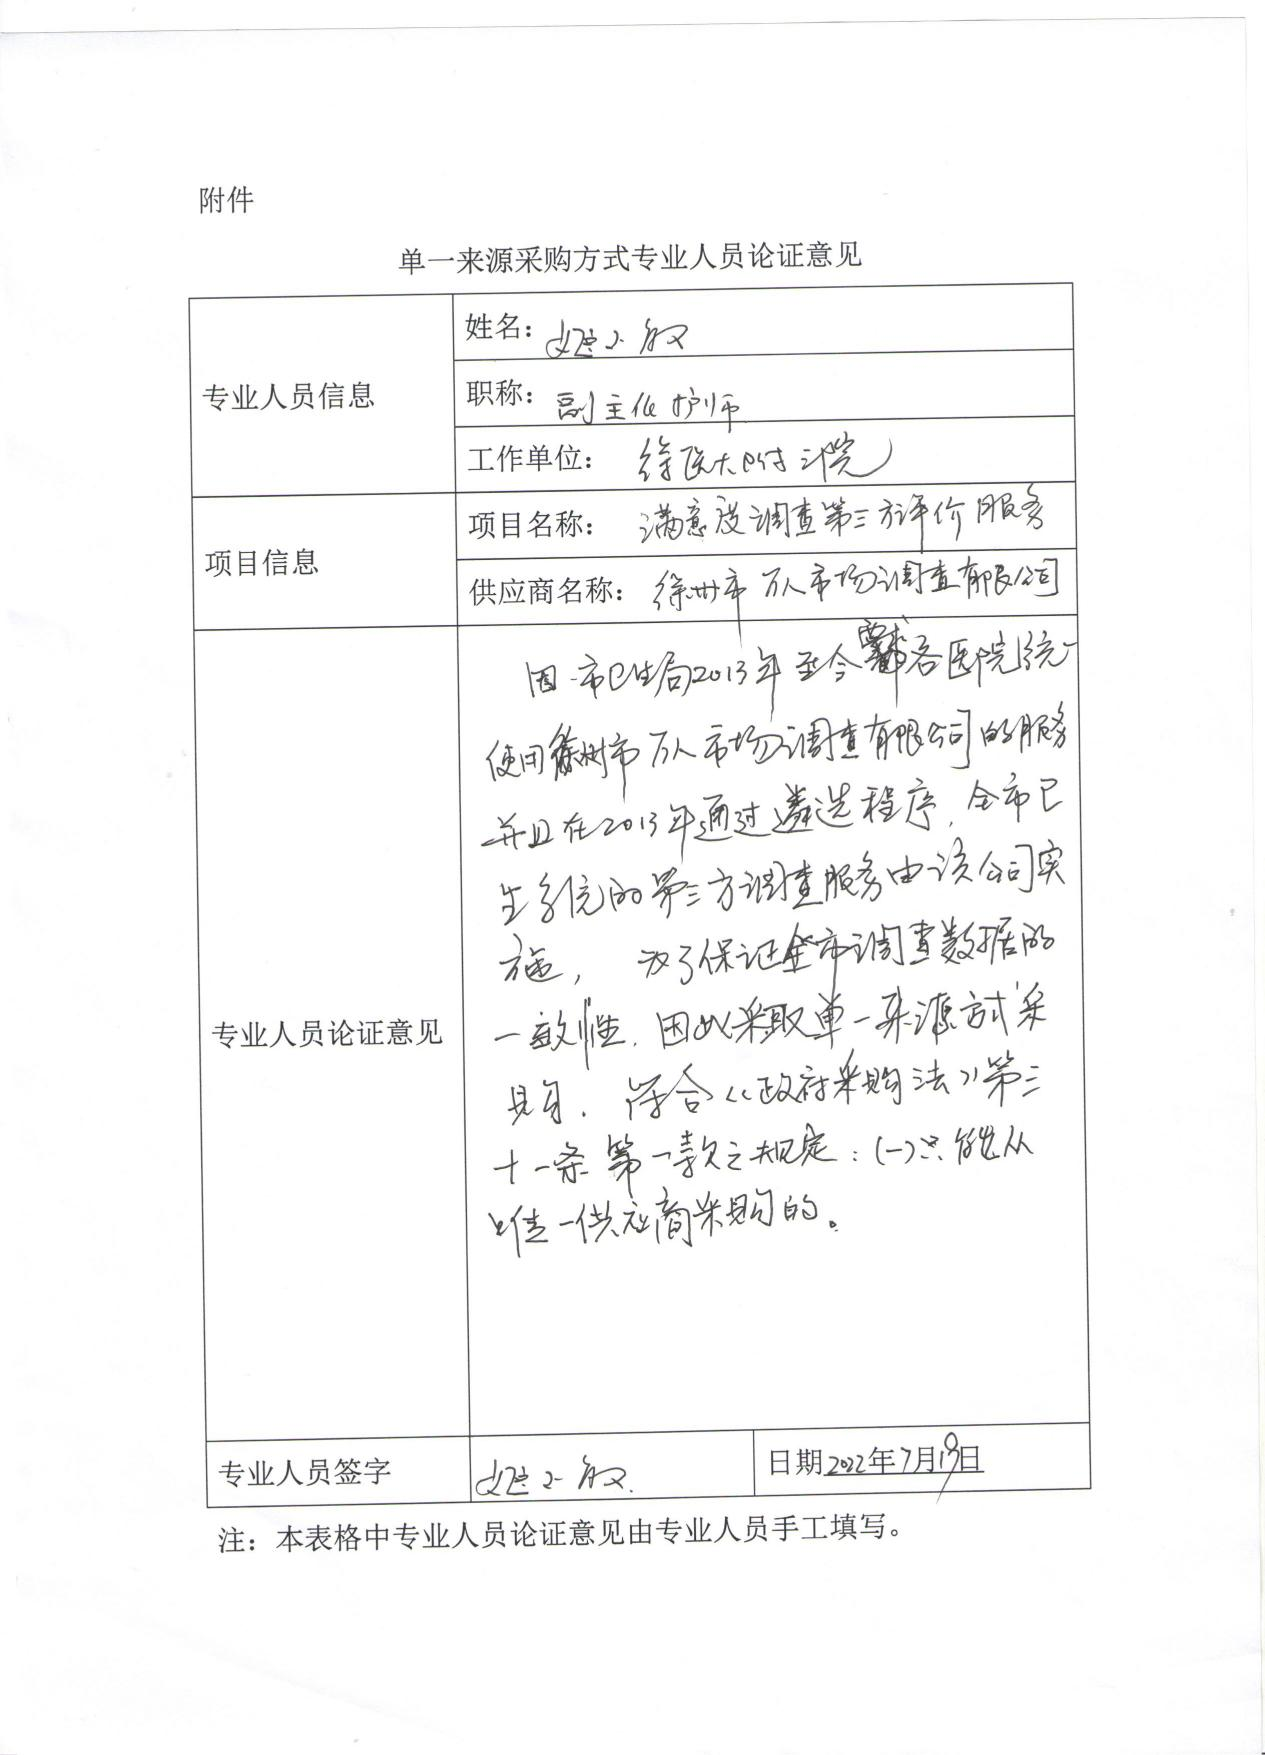 附件
单一来源采购方式专业人员论证意见
专业人员信息
姓名：小敏
职称：副主任护师
工作单位：徐医大附院
项目信息
项目名称：满意度调查第三方评价服务
供应商名称：徐州市万人市场调查有限公司
专业人员论证意见
因市卫生局2013年至今要求各医院统一
使用徐州市万人市场调查有限公司的服务
并且在2013年通过遴选程序，全市卫
生系统的第三方调查服务由该公司实
施，为了保证全市调查数据的
一致性，因此采取单一来源方式采
购，符合《政府采购法》第三
十一条第一款之规定：（一）只能从
唯一供应商采购的。
专业人员签字
小敏
日期2022年7月19日
注：本表格中专业人员论证意见由专业人员手工填写。